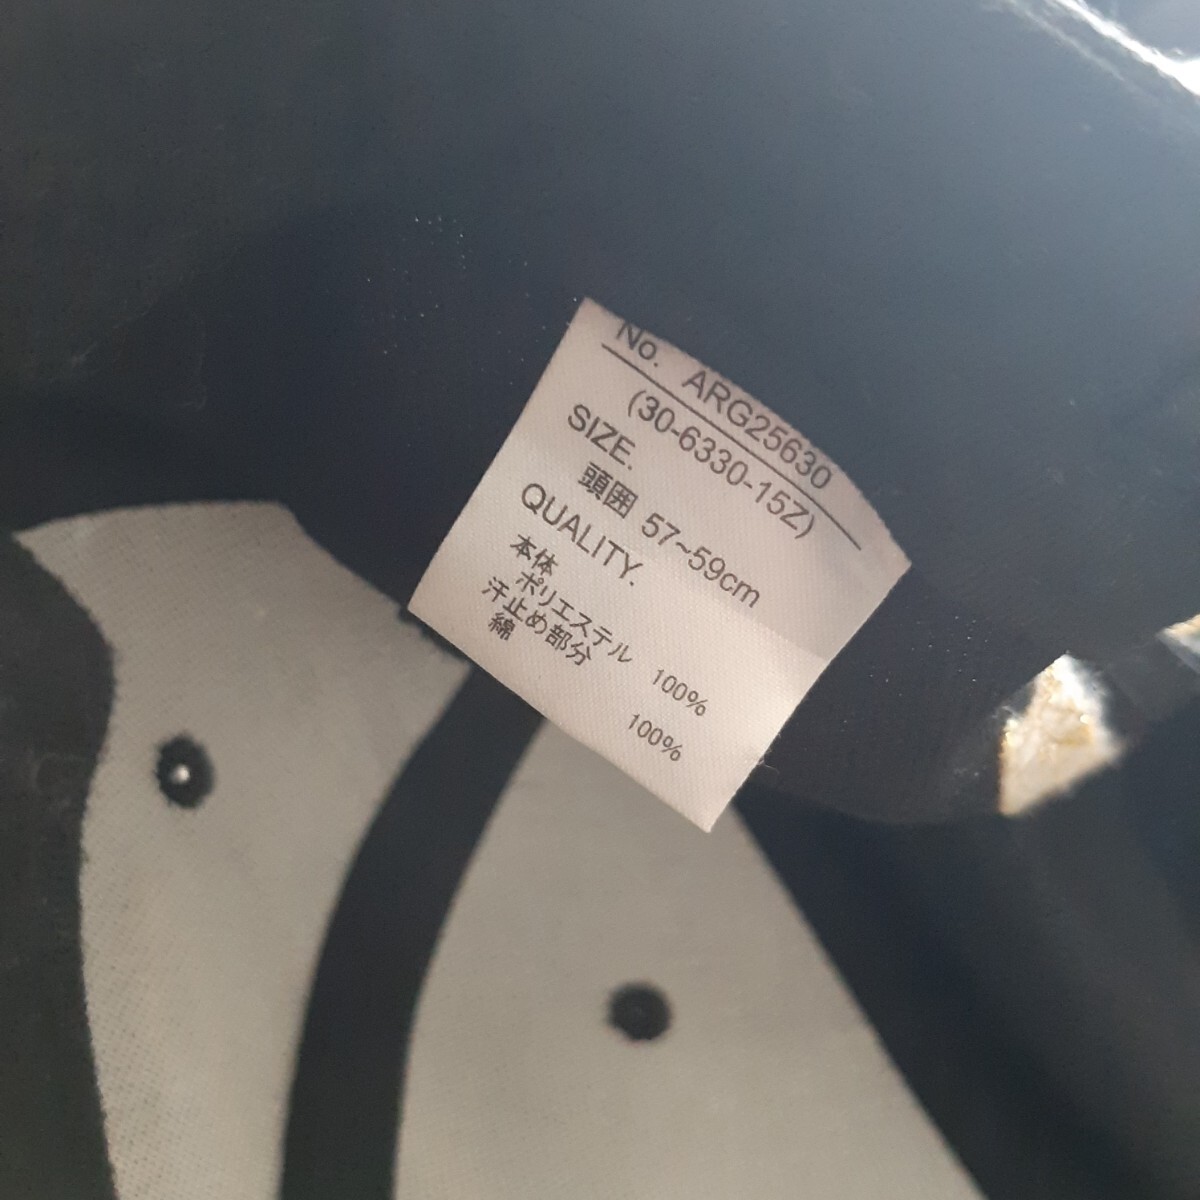 No. ARG25630
(30-6330-15Z)
SIZE.
頭囲 57~59cm
QUALITY.
本体
ポリエステル 100%
汗止め部分
綿 100%